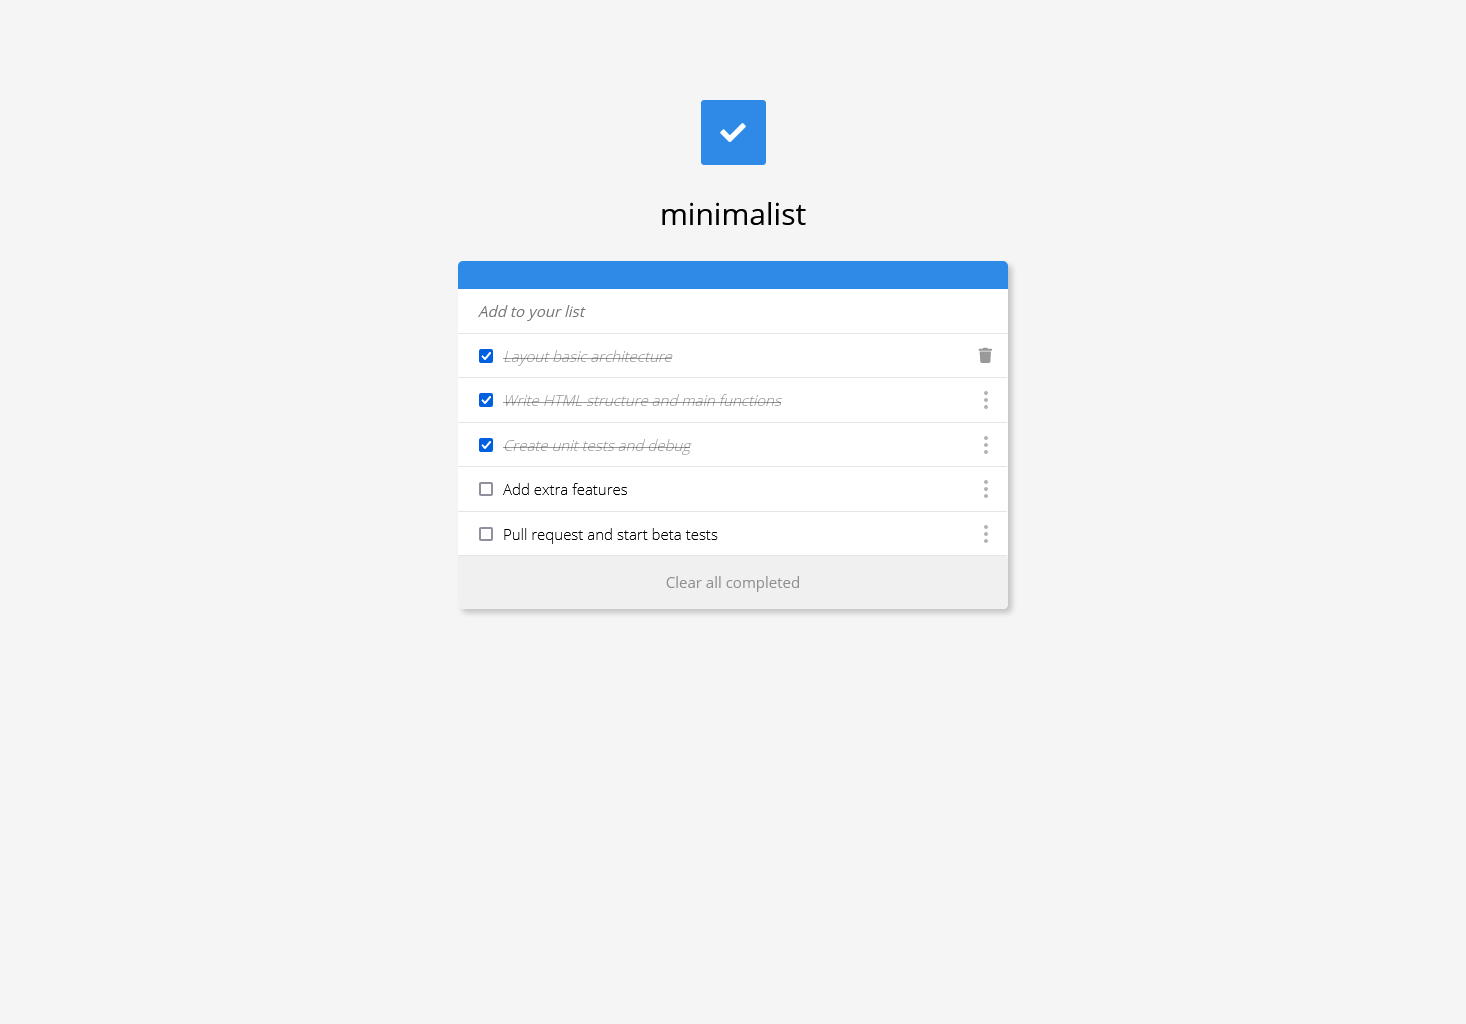 minimalist
Add to your list
Layout basic architecture
Write HTML structure and main functions
Create unit tests and debug
Add extra features
Pull request and start beta tests
Clear all completed